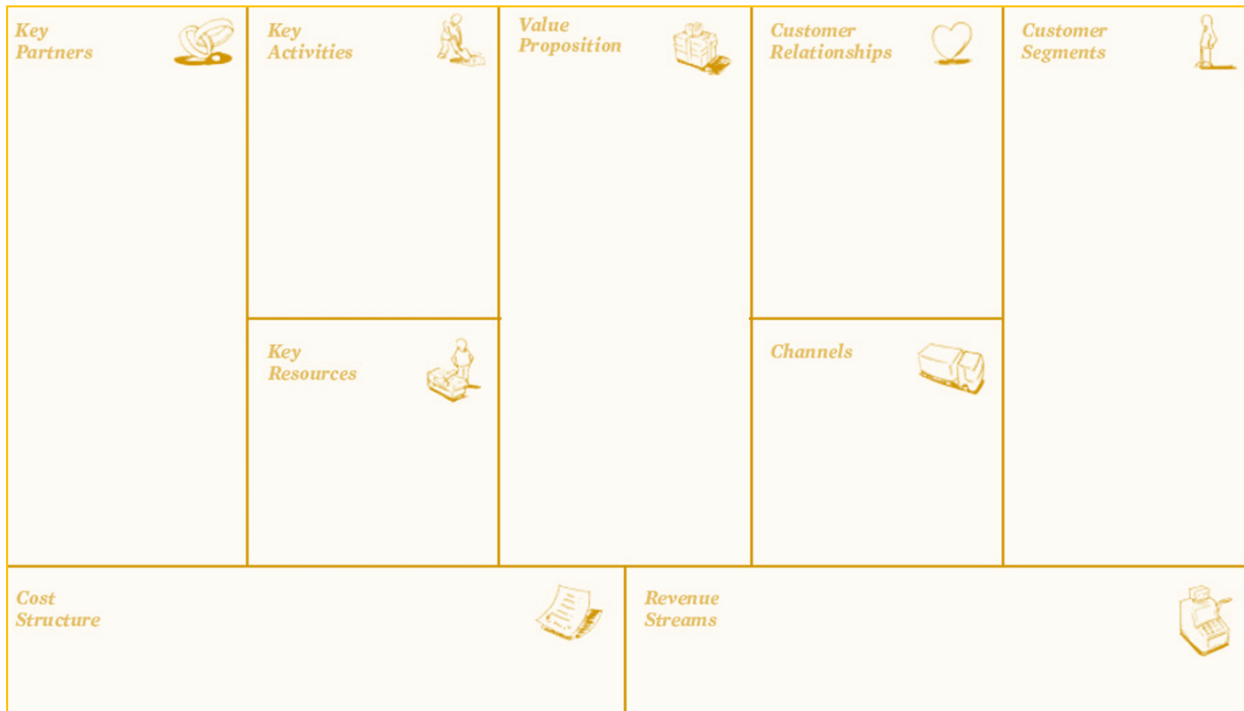 Key
Partners
Key
Activities
Value
Proposition
Customer
Relationships
Customer
Segments
Key
Resources
Channels
Cost
Structure
Revenue
Streams